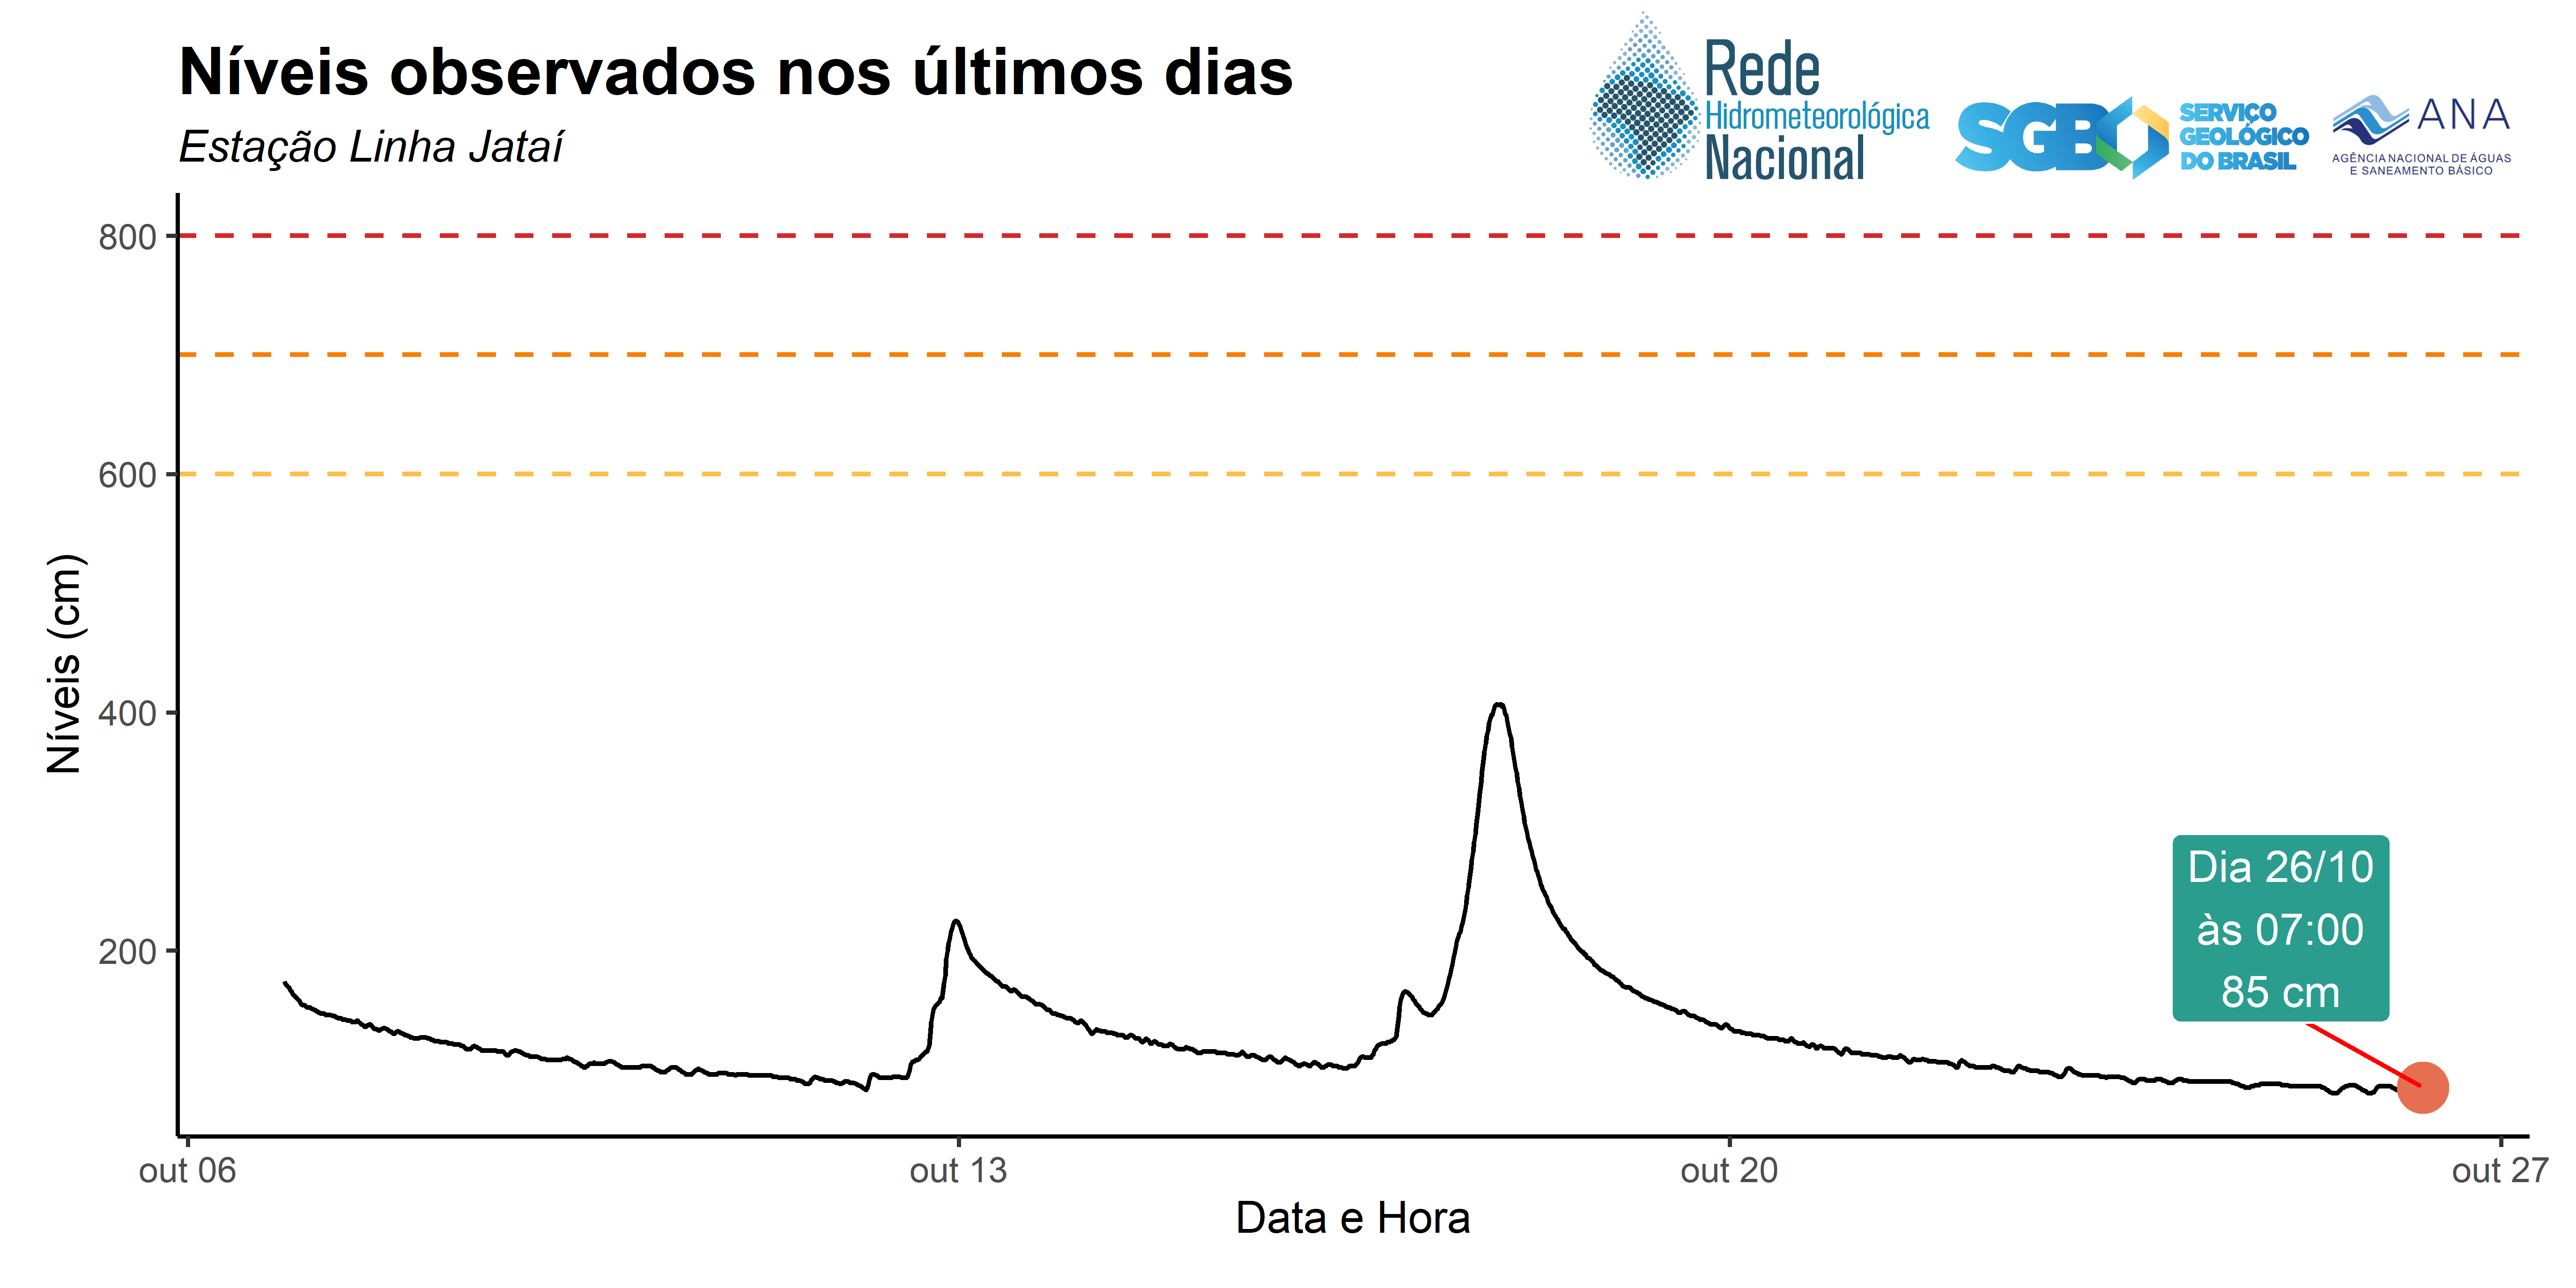 Níveis observados nos últimos dias
Estação Linha Jataí
Rede
Hidrometeorológica
Nacional
SGB
SERVIÇO
GEOLÓGICO
DO BRASIL
ANA
AGÊNCIA NACIONAL DE ÁGUAS
E SANEAMENTO BÁSICO
800
600
400
200
Níveis (cm)
Dia 26/10
às 07:00
85 cm
out 06
out 13
out 20
out 27
Data e Hora